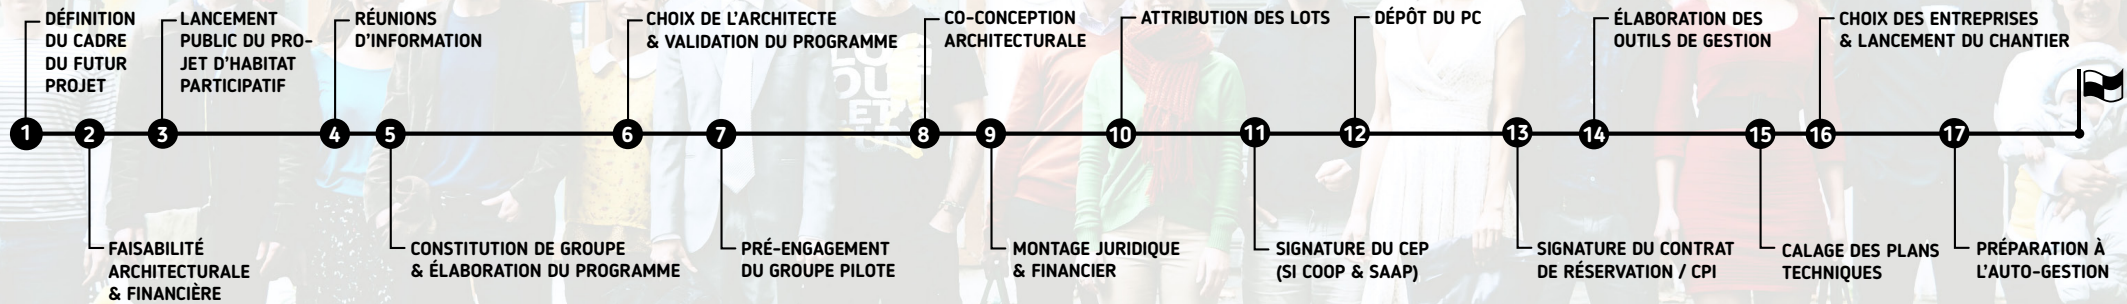 1
DÉFINITION
DU CADRE
DU FUTUR
PROJET
2
FAISABILITÉ
ARCHITECTURALE
& FINANCIÈRE
3
LANCEMENT
PUBLIC DU PRO-
JET D'HABITAT
PARTICIPATIF
4
RÉUNIONS
D'INFORMATION
5
CONSTITUTION DE GROUPE
& ÉLABORATION DU PROGRAMME
6
CHOIX DE L'ARCHITECTE
& VALIDATION DU PROGRAMME
7
PRÉ-ENGAGEMENT
DU GROUPE PILOTE
8
CO-CONCEPTION
ARCHITECTURALE
9
MONTAGE JURIDIQUE
& FINANCIER
10
ATTRIBUTION DES LOTS
11
SIGNATURE DU CEP
(SI COOP & SAAP)
12
DÉPÔT DU PC
13
SIGNATURE DU CONTRAT
DE RÉSERVATION / CPI
14
ÉLABORATION DES
OUTILS DE GESTION
15
CALAGE DES PLANS
TECHNIQUES
16
CHOIX DES ENTREPRISES
& LANCEMENT DU CHANTIER
17
PRÉPARATION À
L'AUTO-GESTION